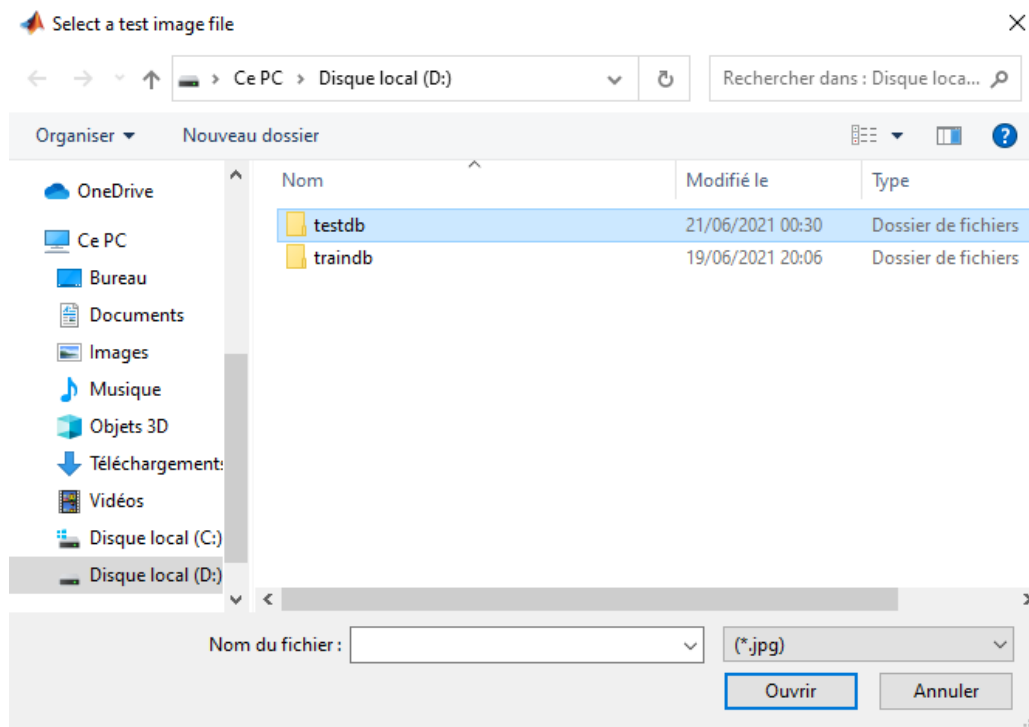 Select a test image file
Ce PC > Disque local (D:)
Rechercher dans : Disque loca...
Organiser
Nouveau dossier
?
Nom Modifié le Type
OneDrive
testdb 21/06/2021 00:30 Dossier de fichiers
Ce PC
traindb 19/06/2021 20:06 Dossier de fichiers
Bureau
Documents
Images
Musique
Objets 3D
Téléchargements
Vidéos
Disque local (C:)
Disque local (D:)
Nom du fichier :
(*.jpg)
Ouvrir Annuler